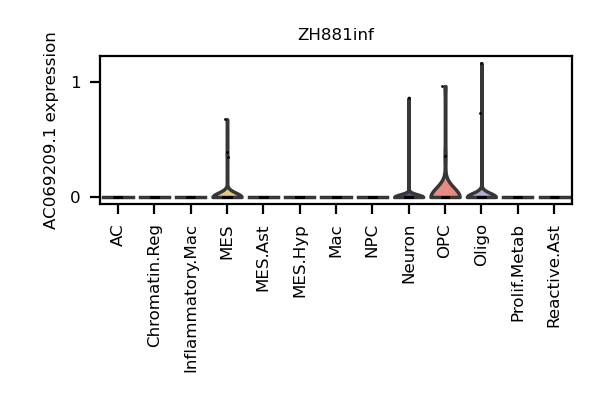 ZH881inf
AC069209.1 expression
1
0
AC
Chromatin.Reg
Inflammatory.Mac
MES
MES.Ast
MES.Hyp
Mac
NPC
Neuron
OPC
Oligo
Prolif.Metab
Reactive.Ast